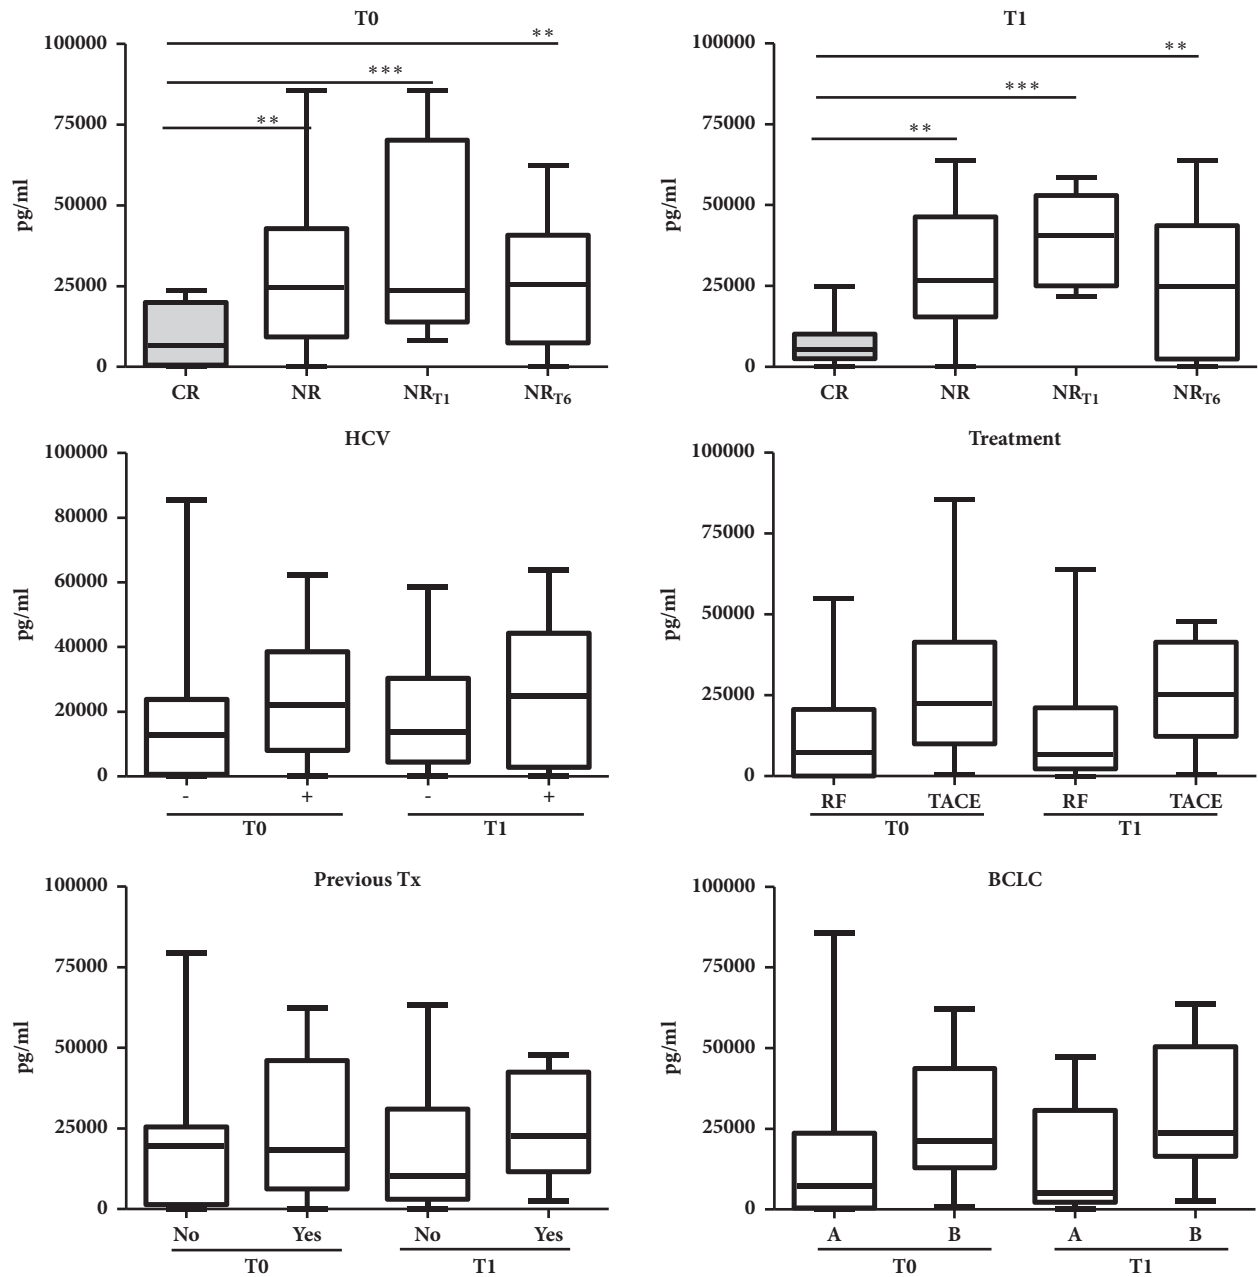 T0
100000
75000
50000
25000
0
pg/ml
**
***
**
CR NR NRT1 NRT6
T1
100000
75000
50000
25000
0
pg/ml
**
***
**
CR NR NRT1 NRT6
HCV
100000
80000
60000
40000
20000
0
pg/ml
- + - +
T0 T1
Treatment
100000
75000
50000
25000
0
pg/ml
RF TACE RF TACE
T0 T1
Previous Tx
100000
75000
50000
25000
0
pg/ml
No Yes No Yes
T0 T1
BCLC
100000
75000
50000
25000
0
pg/ml
A B A B
T0 T1